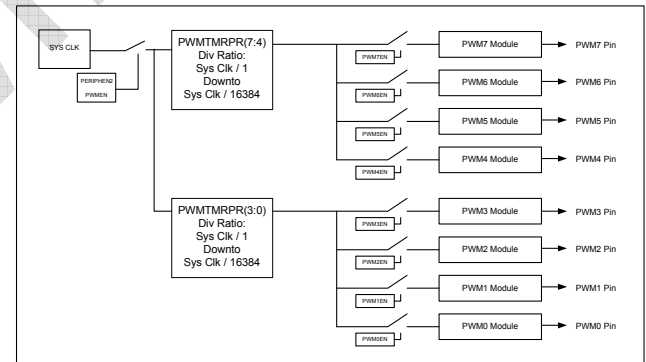 SYS CLK
PERIPHEN2
PWMEN
PWMTMRPR(7:4)
Div Ratio:
Sys Clk / 1
Downto
Sys Clk / 16384
PWM7EN
PWM7 Module
PWM7 Pin
PWM6EN
PWM6 Module
PWM6 Pin
PWM5EN
PWM5 Module
PWM5 Pin
PWM4EN
PWM4 Module
PWM4 Pin
PWMTMRPR(3:0)
Div Ratio:
Sys Clk / 1
Downto
Sys Clk / 16384
PWM3EN
PWM3 Module
PWM3 Pin
PWM2EN
PWM2 Module
PWM2 Pin
PWM1EN
PWM1 Module
PWM1 Pin
PWM0EN
PWM0 Module
PWM0 Pin